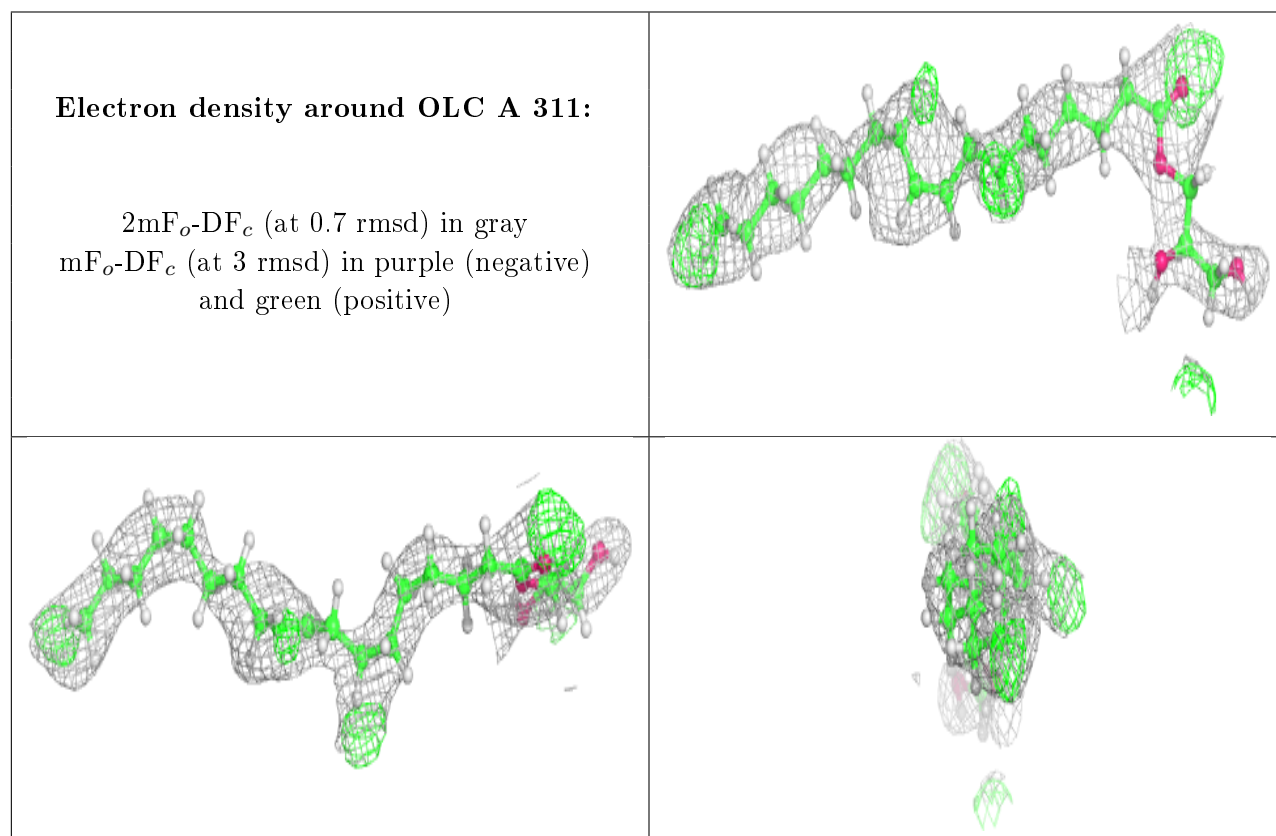 Electron density around OLC A 311:
2mFₒ-DF𝒸 (at 0.7 rmsd) in gray
mFₒ-DF𝒸 (at 3 rmsd) in purple (negative)
and green (positive)